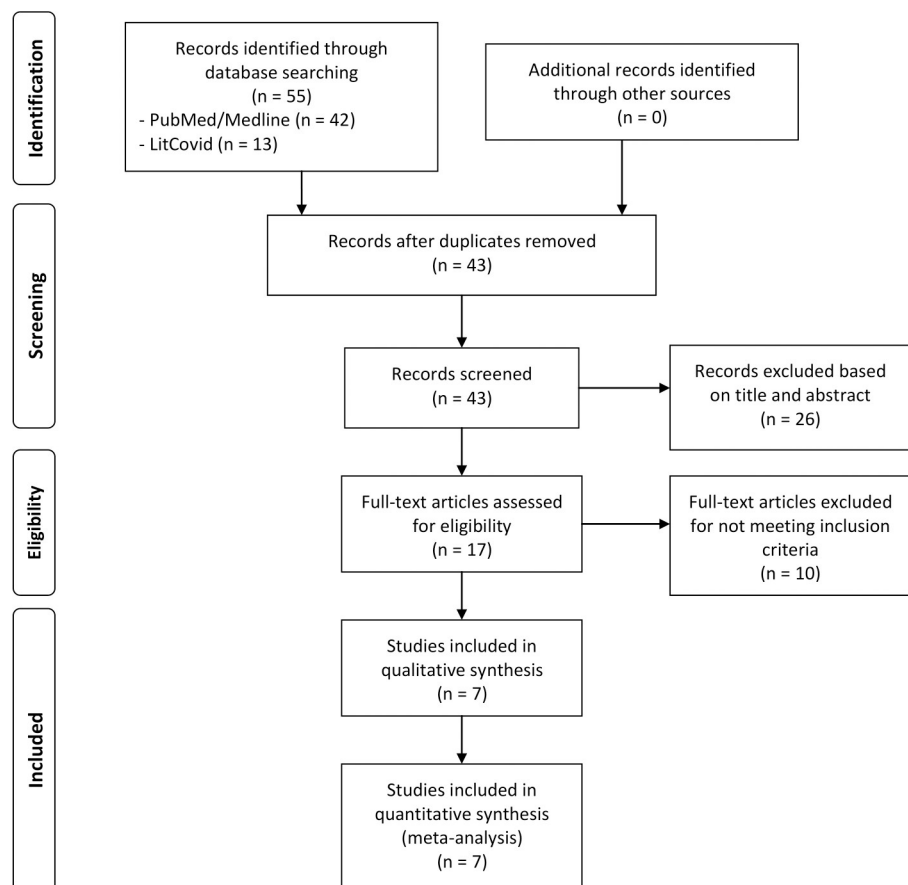 Identification
Records identified through
database searching
(n = 55)
- PubMed/Medline (n = 42)
- LitCovid (n = 13)
Additional records identified
through other sources
(n = 0)
Screening
Records after duplicates removed
(n = 43)
Records screened
(n = 43)
Records excluded based
on title and abstract
(n = 26)
Eligibility
Full-text articles assessed
for eligibility
(n = 17)
Full-text articles excluded
for not meeting inclusion
criteria
(n = 10)
Included
Studies included in
qualitative synthesis
(n = 7)
Studies included in
quantitative synthesis
(meta-analysis)
(n = 7)